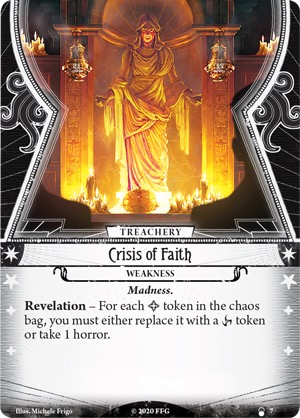 TREACHERY
Crisis of Faith
WEAKNESS
Madness.
Revelation – For each token in the chaos
bag, you must either replace it with a token
or take 1 horror.
Illus. Michele Frigo
© 2020 FFG
7